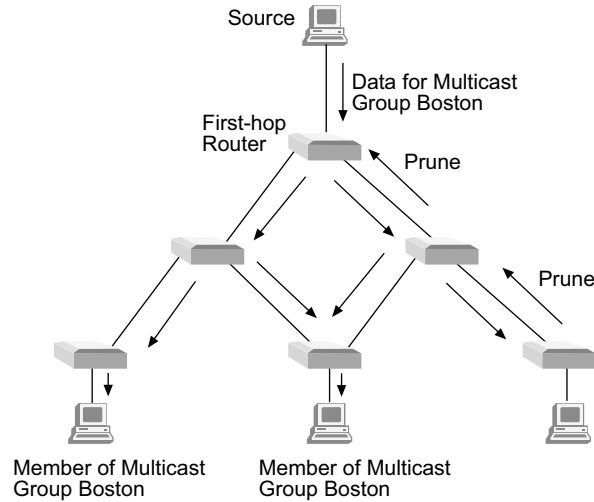 Source
Data for Multicast
Group Boston
First-hop
Router
Prune
Prune
Member of Multicast
Group Boston
Member of Multicast
Group Boston